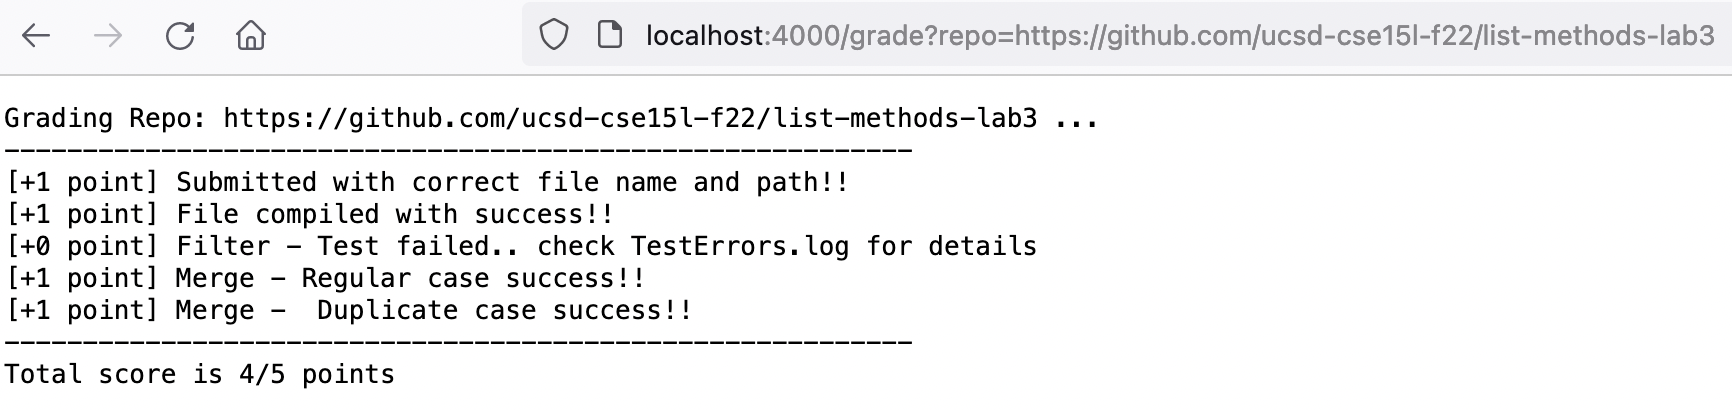 localhost:4000/grade?repo=https://github.com/ucsd-cse15l-f22/list-methods-lab3
Grading Repo: https://github.com/ucsd-cse15l-f22/list-methods-lab3 ...
----------------------------------------------------------
[+1 point] Submitted with correct file name and path!!
[+1 point] File compiled with success!!
[+0 point] Filter - Test failed.. check TestErrors.log for details
[+1 point] Merge - Regular case success!!
[+1 point] Merge -  Duplicate case success!!
----------------------------------------------------------
Total score is 4/5 points